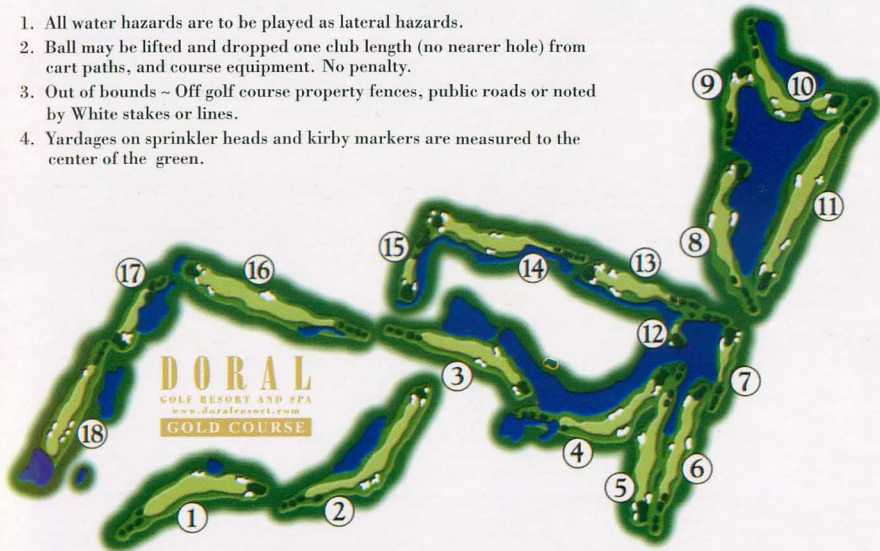 1. All water hazards are to be played as lateral hazards.
2. Ball may be lifted and dropped one club length (no nearer hole) from
cart paths, and course equipment. No penalty.
3. Out of bounds ~ Off golf course property fences, public roads or noted
by White stakes or lines.
4. Yardages on sprinkler heads and kirby markers are measured to the
center of the green.
9
10
11
8
15
14
13
17
16
12
7
3
DORAL
GOLF RESORT AND SPA
www.doralresort.com
GOLD COURSE
18
4
6
5
1
2